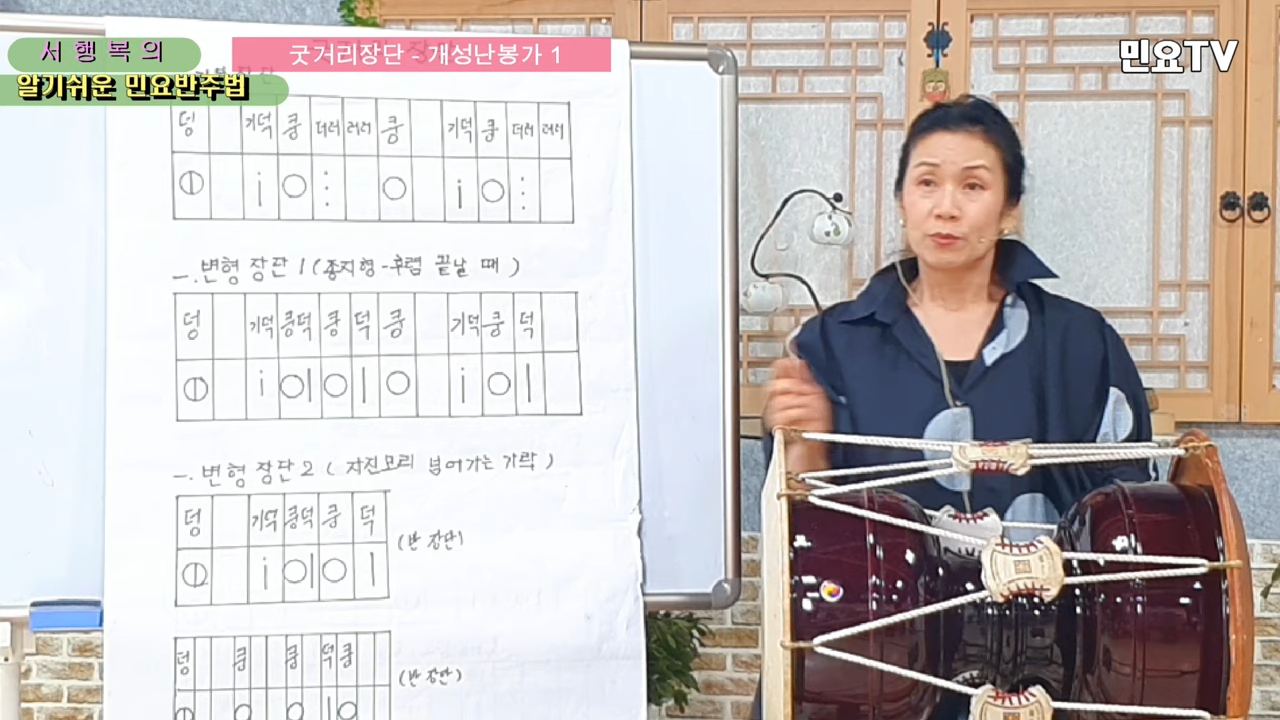 서 행 복 의
알기쉬운 민요반주법
굿거리장단 - 개성난봉가 1
민요TV
덩 기덕 쿵 더러 러러 쿵 기덕 쿵 더러 러러
一. 변형 장단 1 (종지형 - 후렴 끝날 때)
덩 기덕 쿵덕 쿵 덕 쿵 기덕 쿵 덕
一. 변형 장단 2 ( 자진모리 넘어가는 가락 )
덩 기덕 쿵덕 쿵 덕
(반 장단)
덩 쿵 쿵 덕 쿵
(반 장단)